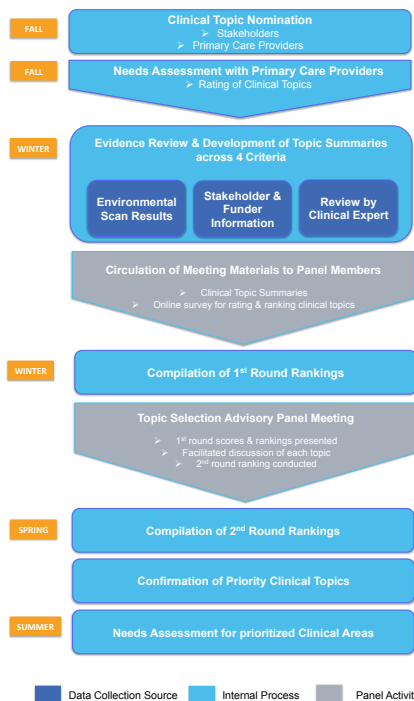 FALL
Clinical Topic Nomination
➢ Stakeholders
➢ Primary Care Providers
FALL
Needs Assessment with Primary Care Providers
➢ Rating of Clinical Topics
WINTER
Evidence Review & Development of Topic Summaries
across 4 Criteria
Environmental
Scan Results
Stakeholder &
Funder
Information
Review by
Clinical Expert
Circulation of Meeting Materials to Panel Members
➢ Clinical Topic Summaries
➢ Online survey for rating & ranking clinical topics
WINTER
Compilation of 1st Round Rankings
Topic Selection Advisory Panel Meeting
➢ 1st round scores & rankings presented
➢ Facilitated discussion of each topic
➢ 2nd round ranking conducted
SPRING
Compilation of 2nd Round Rankings
Confirmation of Priority Clinical Topics
SUMMER
Needs Assessment for prioritized Clinical Areas
Data Collection Source
Internal Process
Panel Activit